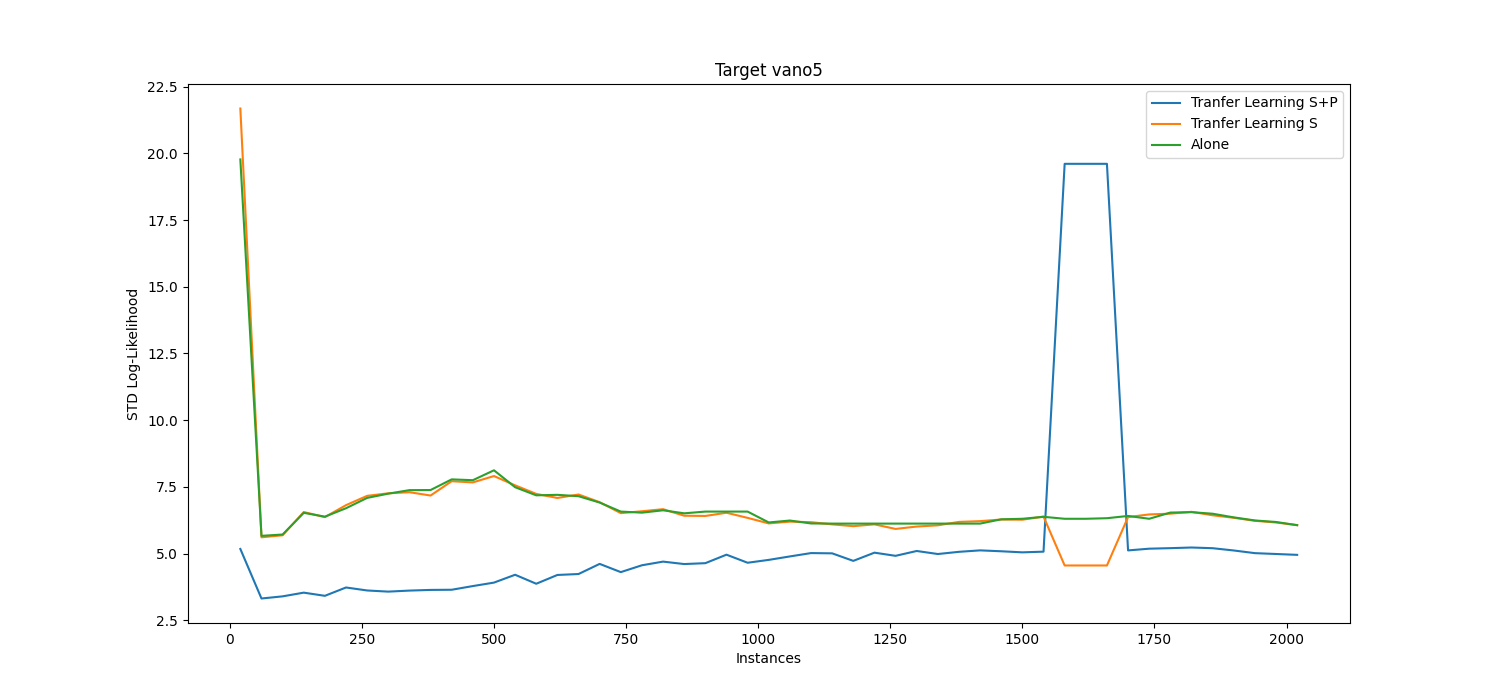 Target vano5
22.5
20.0
17.5
15.0
12.5
10.0
7.5
5.0
2.5
STD Log-Likelihood
Tranfer Learning S+P
Tranfer Learning S
Alone
0 250 500 750 1000 1250 1500 1750 2000
Instances